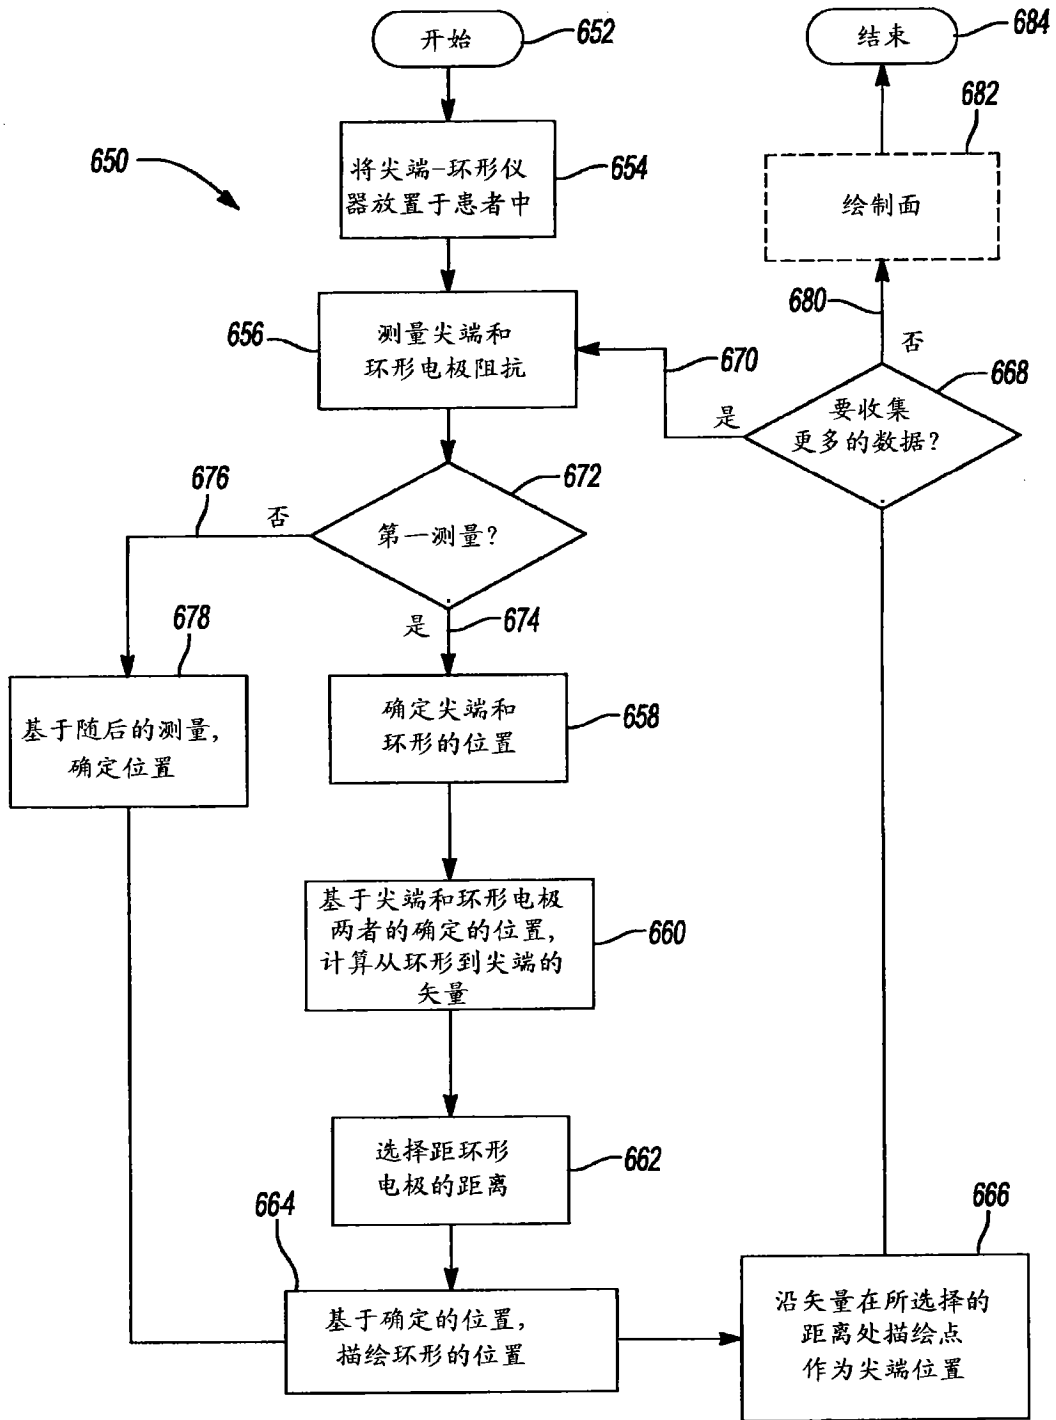 开始
652
结束
684
682
650
将尖端-环形仪
器放置于患者中
654
绘制面
680
否
656
测量尖端和
环形电极阻抗
670
是
要收集
更多的数据?
668
676
否
672
第一测量?
678
是
674
基于随后的测量,
确定位置
确定尖端和
环形的位置
658
基于尖端和环形电极
两者的确定的位置,
计算从环形到尖端的
矢量
660
选择距环形
电极的距离
662
664
666
基于确定的位置,
描绘环形的位置
沿矢量在所选择的
距离处描绘点
作为尖端位置